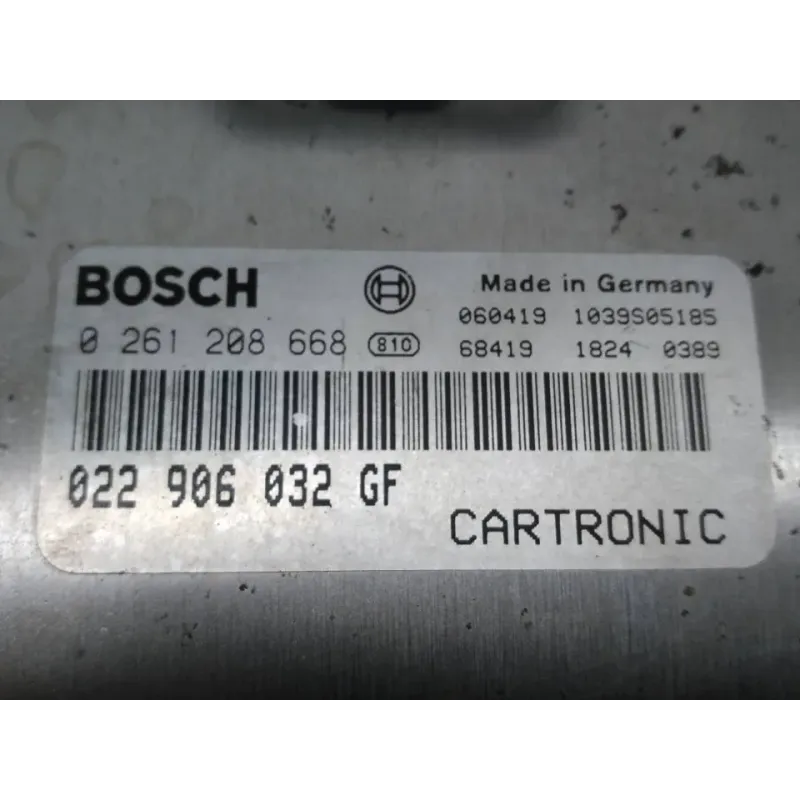 BOSCH
Made in Germany
060419 1039S05185
0 261 208 668 810 68419 1824 0389
022 906 032 GF
CARTRONIC